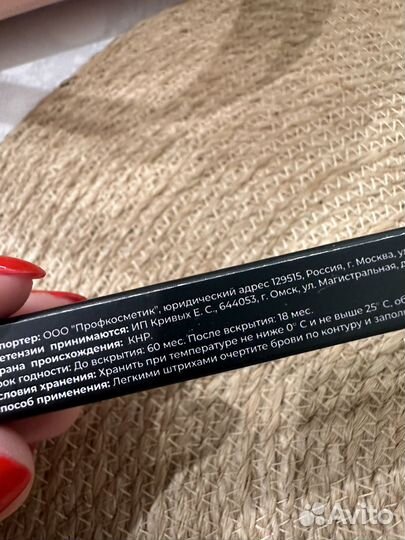 портер: ООО "Профкосметик", юридический адрес 129515, Россия, г. Москва, ул
етензии принимаются: ИП Кривых Е. С., 644053, г. Омск, ул. Магистральная, д
рана происхождения: КНР.
рок годности: До вскрытия: 60 мес. После вскрытия: 18 мес.
словия хранения: Хранить при температуре не ниже 0° С и не выше 25° С, об
пособ применения: Легкими штрихами очертите брови по контуру и запол
Avito